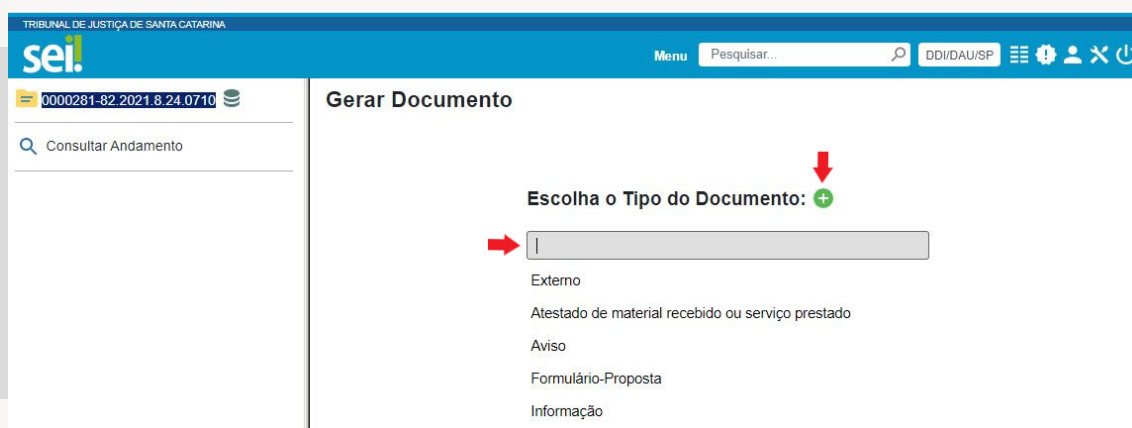 TRIBUNAL DE JUSTIÇA DE SANTA CATARINA
sei!
Menu Pesquisar... DDI/DAU/SP
0000281-82.2021.8.24.0710
Gerar Documento
Consultar Andamento
Escolha o Tipo do Documento:
Externo
Atestado de material recebido ou serviço prestado
Aviso
Formulário-Proposta
Informação